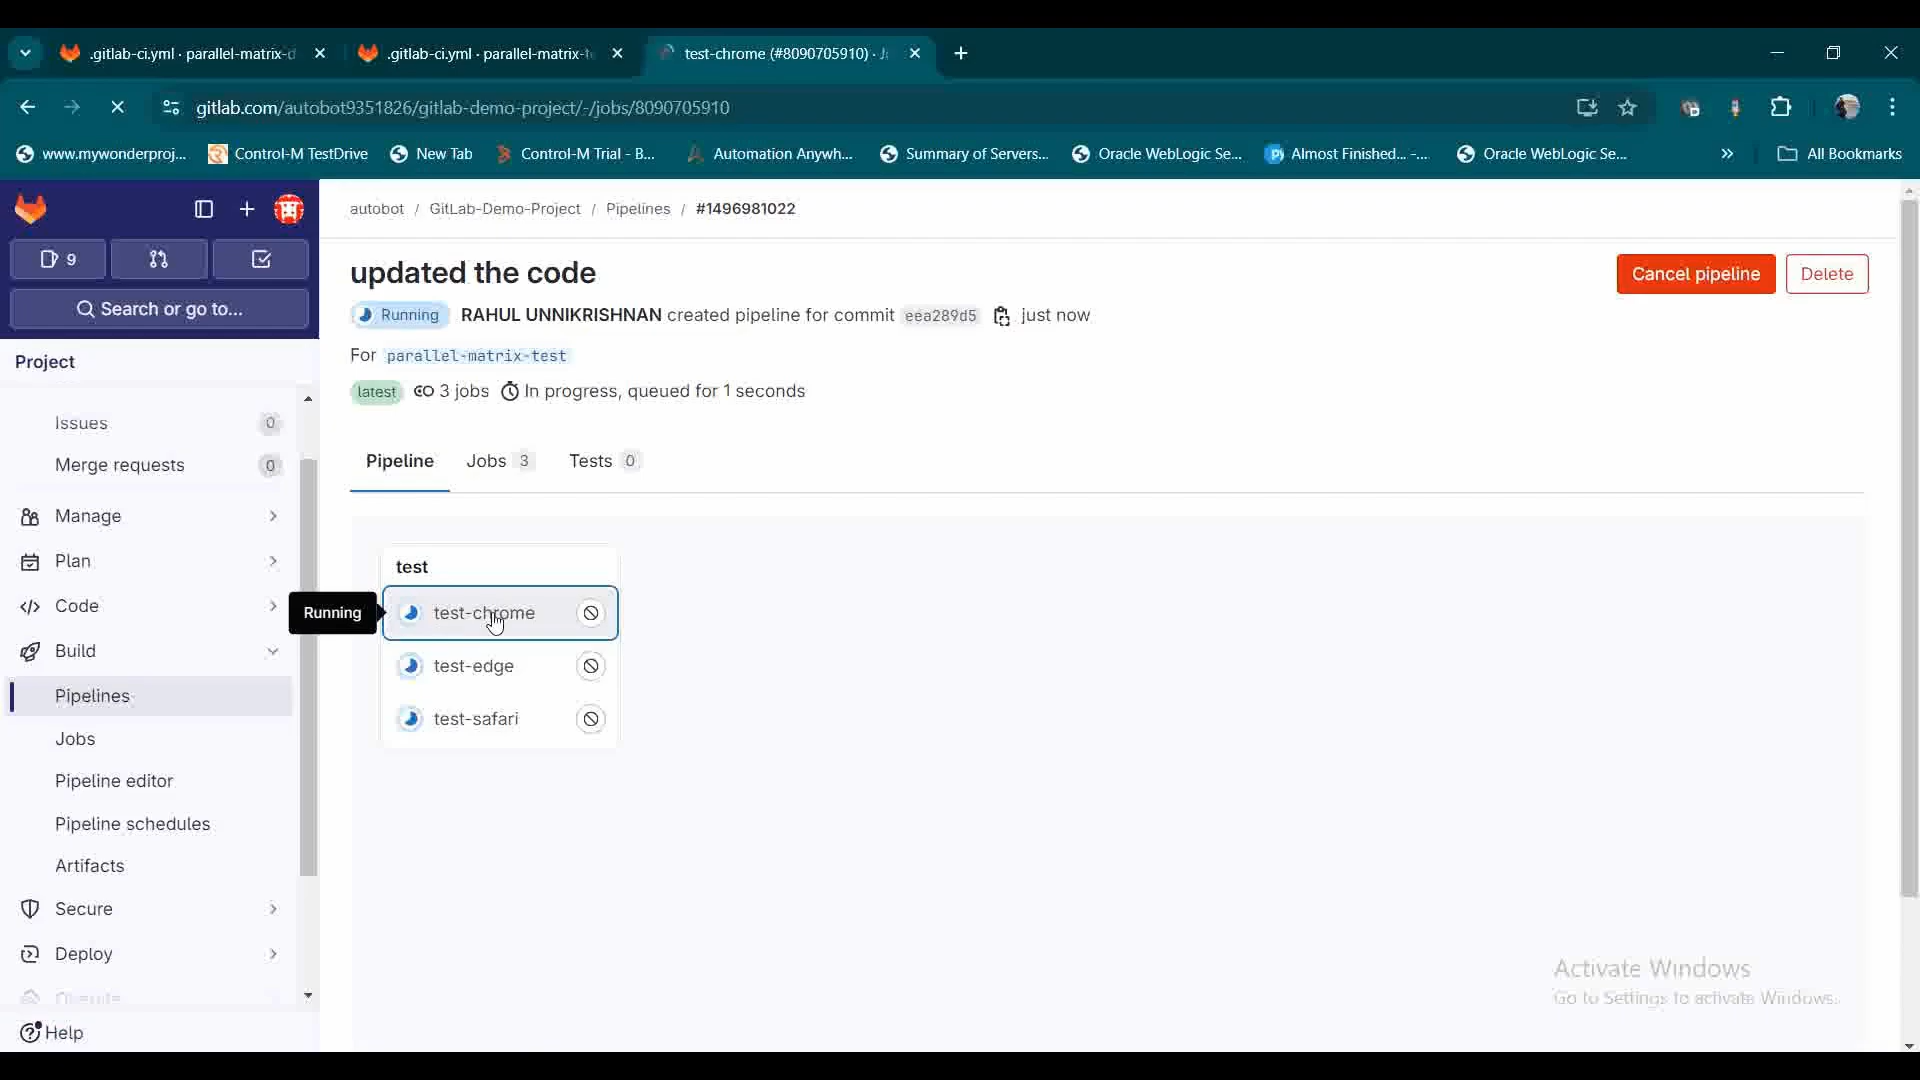 .gitlab-ci.yml · parallel-matrix-d
.gitlab-ci.yml · parallel-matrix-te
test-chrome (#8090705910) · Jo
gitlab.com/autobot9351826/gitlab-demo-project/-/jobs/8090705910
www.mywonderproj...
Control-M TestDrive
New Tab
Control-M Trial - B...
Automation Anywh...
Summary of Servers...
Oracle WebLogic Se...
Almost Finished... -...
Oracle WebLogic Se...
All Bookmarks
9
Search or go to...
Project
Issues 0
Merge requests 0
Manage
Plan
Code
Build
Pipelines
Jobs
Pipeline editor
Pipeline schedules
Artifacts
Secure
Deploy
Help
autobot / GitLab-Demo-Project / Pipelines / #1496981022
updated the code
Cancel pipeline
Delete
Running RAHUL UNNIKRISHNAN created pipeline for commit eea289d5 just now
For parallel-matrix-test
latest 3 jobs In progress, queued for 1 seconds
Pipeline Jobs 3 Tests 0
test
Running
test-chrome
test-edge
test-safari
Activate Windows
Go to Settings to activate Windows.